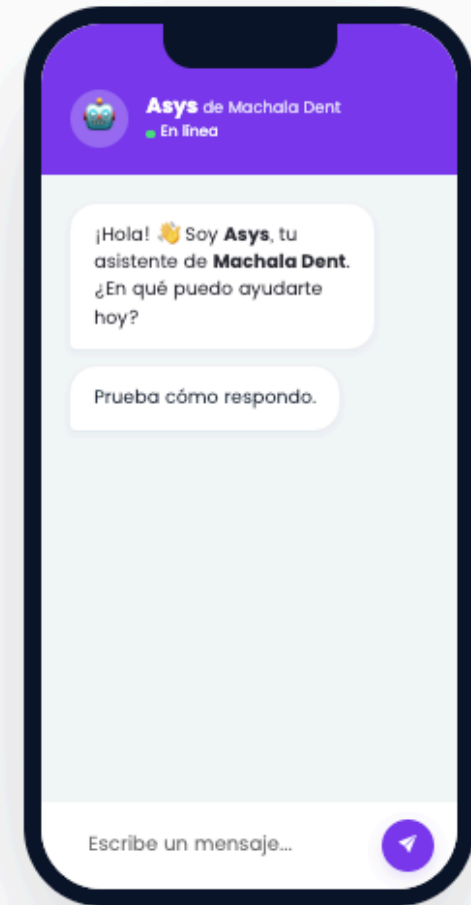 Asys de Machala Dent
En línea
¡Hola! 👋 Soy Asys, tu
asistente de Machala Dent.
¿En qué puedo ayudarte
hoy?
Prueba cómo respondo.
Escribe un mensaje...